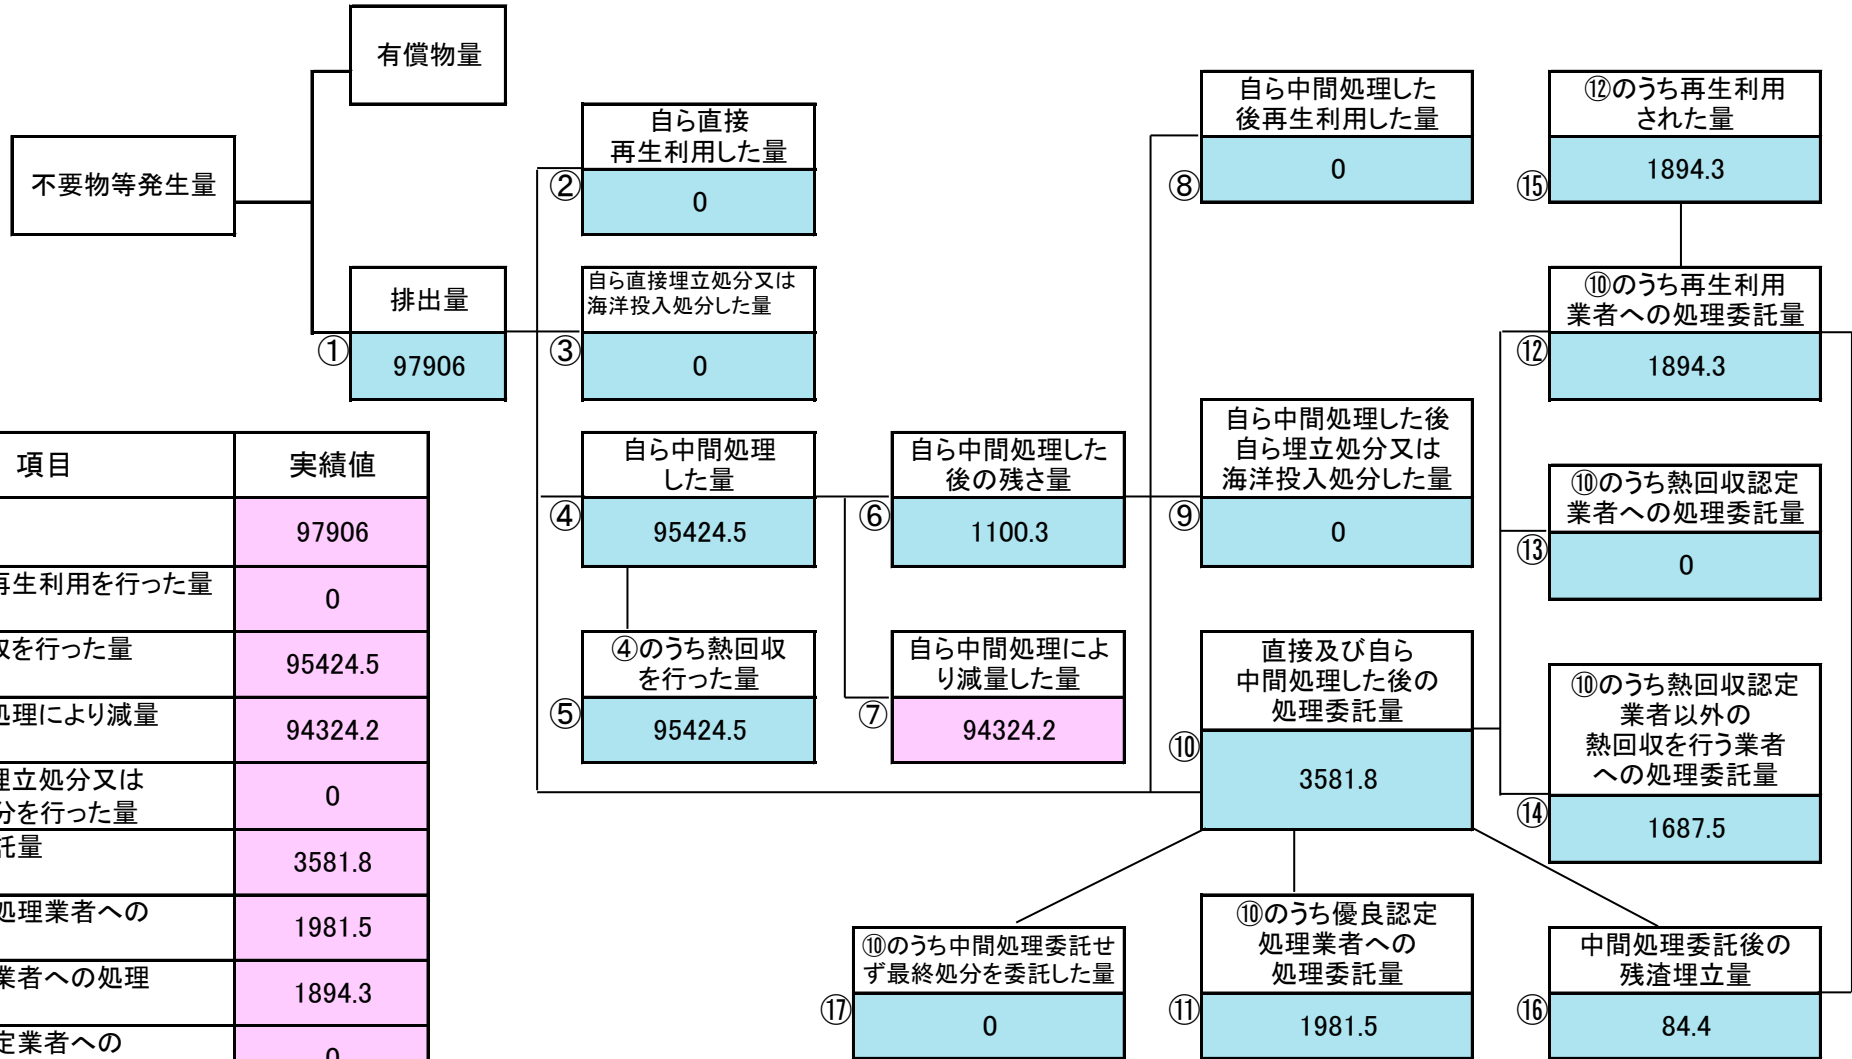 有償物量
不要物等発生量
排出量
①
97906
自ら直接
再生利用した量
②
0
自ら直接埋立処分又は
海洋投入処分した量
③
0
自ら中間処理
した量
④
95424.5
④のうち熱回収
を行った量
⑤
95424.5
自ら中間処理した
後の残さ量
⑥
1100.3
自ら中間処理によ
り減量した量
⑦
94324.2
自ら中間処理した
後再生利用した量
⑧
0
自ら中間処理した後
自ら埋立処分又は
海洋投入処分した量
⑨
0
直接及び自ら
中間処理した後の
処理委託量
⑩
3581.8
⑩のうち優良認定
処理業者への
処理委託量
⑪
1981.5
⑫のうち再生利用
された量
⑮
1894.3
⑩のうち再生利用
業者への処理委託量
⑫
1894.3
⑩のうち熱回収認定
業者への処理委託量
⑬
0
⑩のうち熱回収認定
業者以外の
熱回収を行う業者
への処理委託量
⑭
1687.5
中間処理委託後の
残渣埋立量
⑯
84.4
⑩のうち中間処理委託せ
ず最終処分を委託した量
⑰
0
項目 実績値
97906
再生利用を行った量
0
を行った量
95424.5
処理により減量
94324.2
埋立処分又は
分を行った量
0
託量
3581.8
処理業者への
1981.5
業者への処理
1894.3
定業者への
0